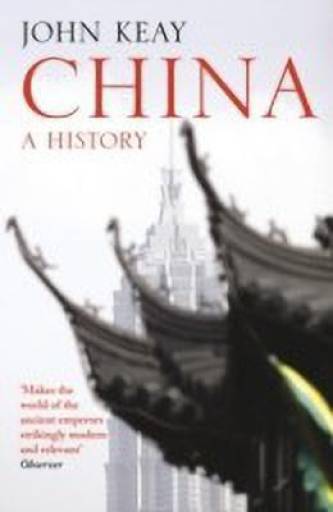 JOHN KEAY
CHINA
A HISTORY
'Makes the
world of the
ancient emperors
strikingly modern
and relevant'
Observer